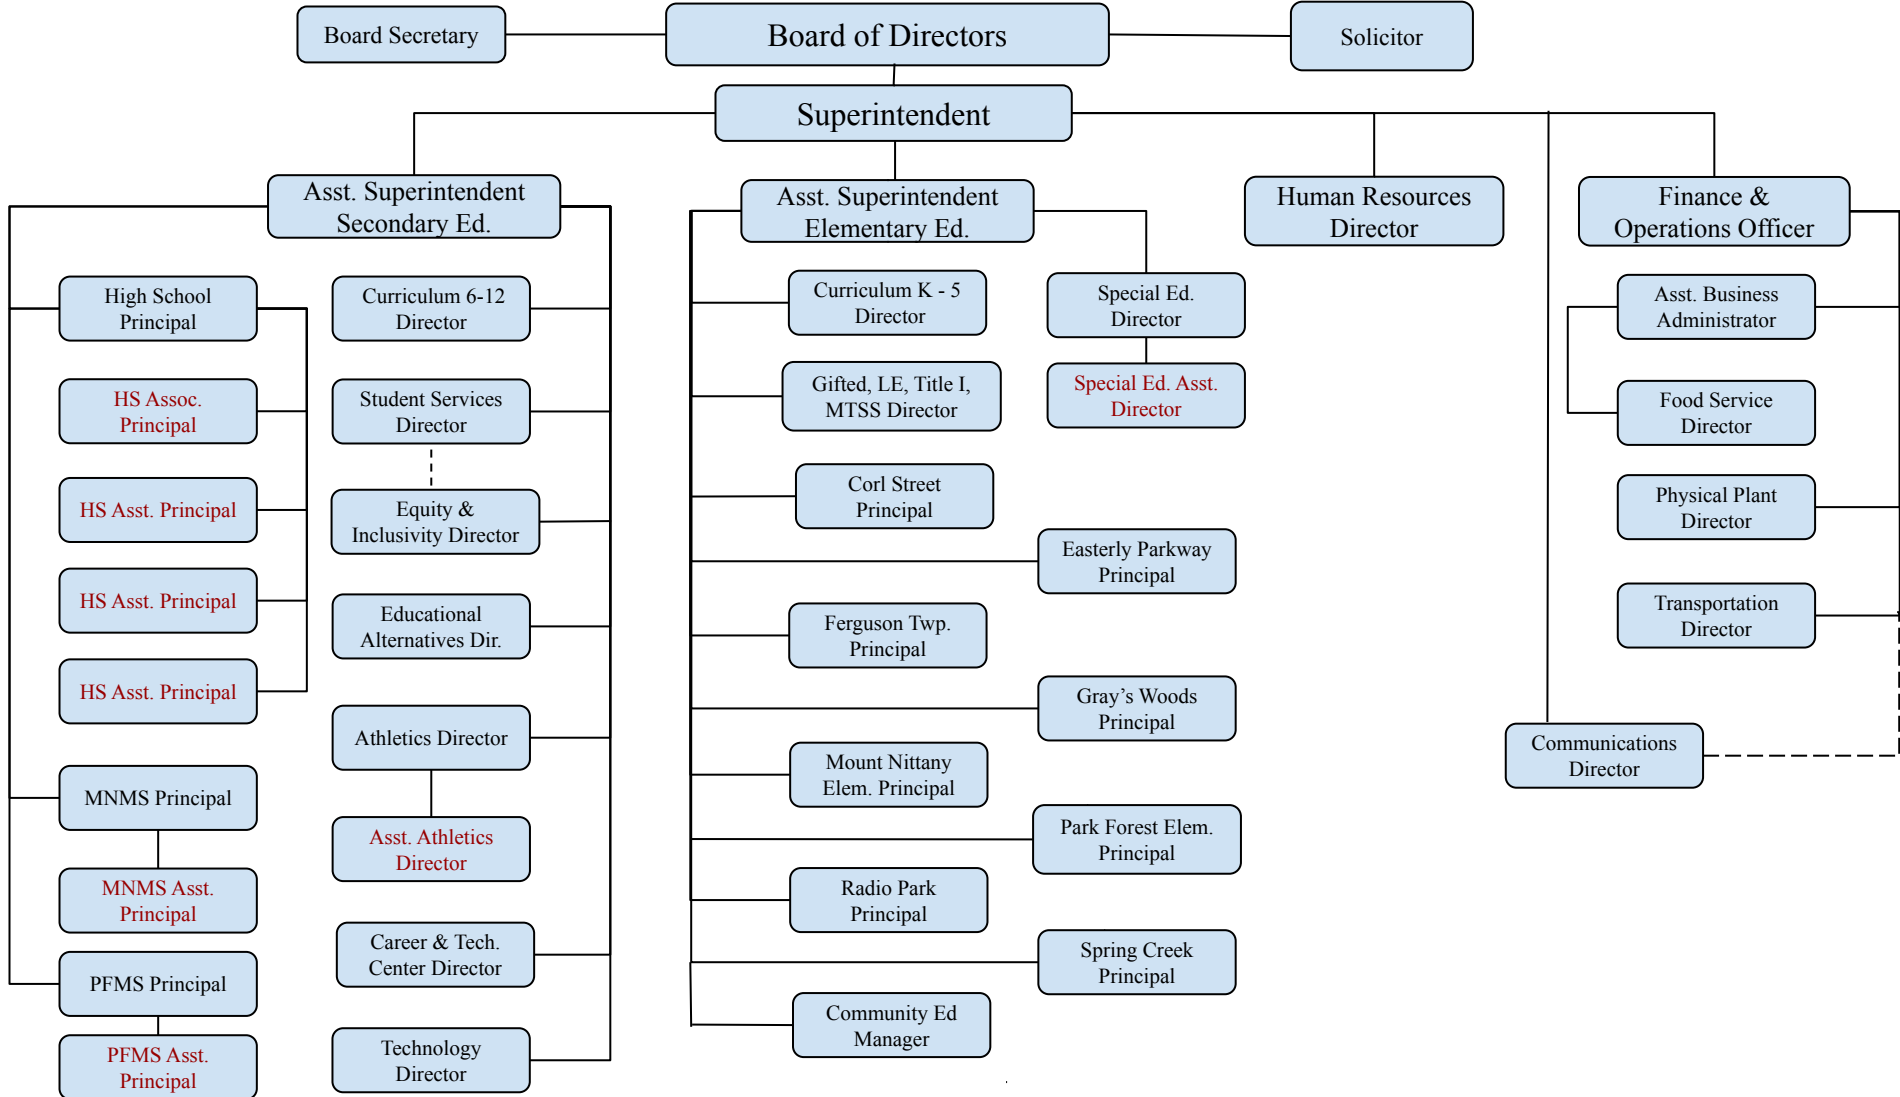 Board Secretary
Board of Directors
Solicitor
Superintendent
Asst. Superintendent
Secondary Ed.
Asst. Superintendent
Elementary Ed.
Human Resources
Director
Finance &
Operations Officer
High School
Principal
HS Assoc.
Principal
HS Asst. Principal
HS Asst. Principal
HS Asst. Principal
MNMS Principal
MNMS Asst.
Principal
PFMS Principal
PFMS Asst.
Principal
Curriculum 6-12
Director
Student Services
Director
Equity &
Inclusivity Director
Educational
Alternatives Dir.
Athletics Director
Asst. Athletics
Director
Career & Tech.
Center Director
Technology
Director
Curriculum K - 5
Director
Gifted, LE, Title I,
MTSS Director
Corl Street
Principal
Ferguson Twp.
Principal
Mount Nittany
Elem. Principal
Radio Park
Principal
Community Ed
Manager
Special Ed.
Director
Special Ed. Asst.
Director
Easterly Parkway
Principal
Gray’s Woods
Principal
Park Forest Elem.
Principal
Spring Creek
Principal
Asst. Business
Administrator
Food Service
Director
Physical Plant
Director
Transportation
Director
Communications
Director